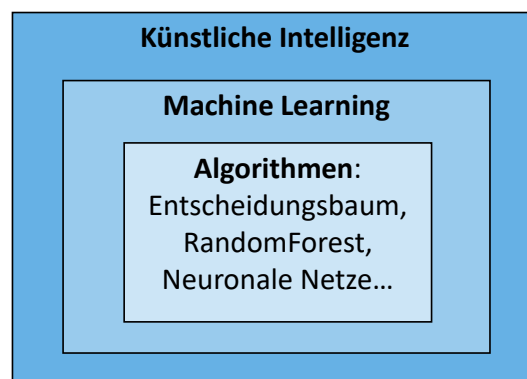 Künstliche Intelligenz
Machine Learning
Algorithmen:
Entscheidungsbaum,
RandomForest,
Neuronale Netze...